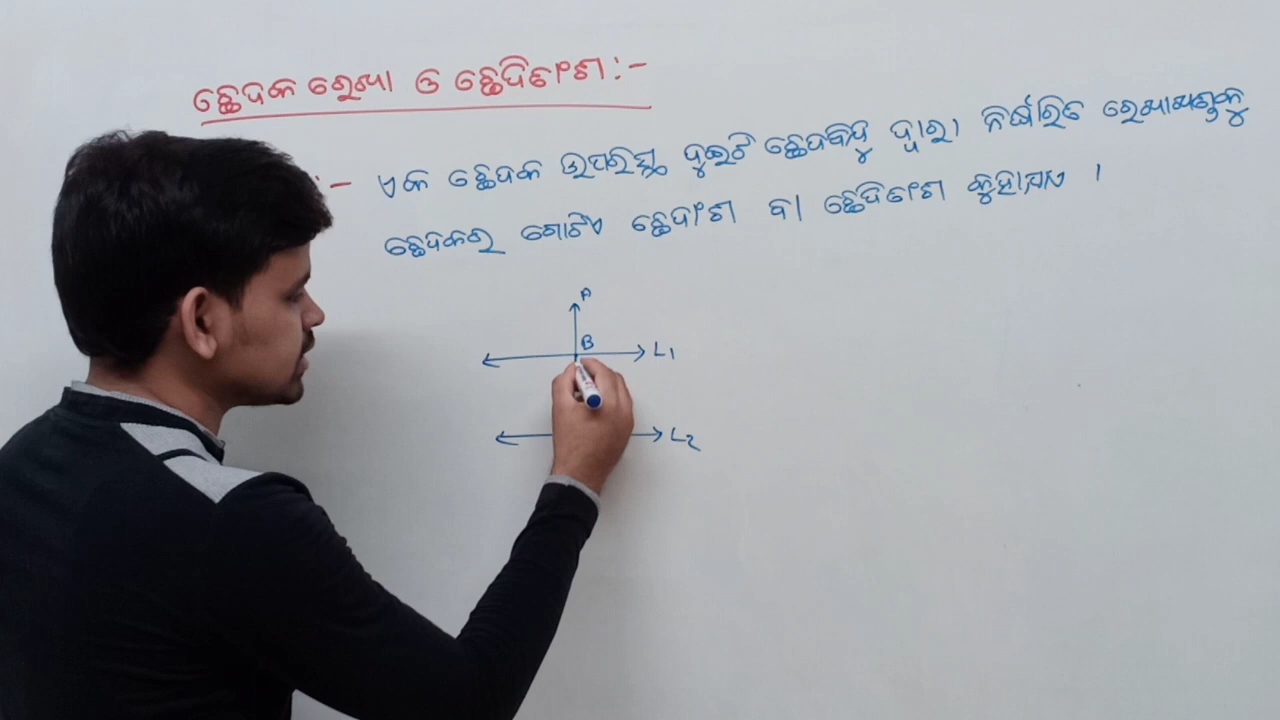 ଛେଦକ ରେଖା ଓ ଛେଦିତାଂଶ :-
:- ଏକ ଛେଦକ ଉପରିସ୍ଥ ଦୁଇଟି ଛେଦବିନ୍ଦୁ ଦ୍ୱାରା ନିର୍ଦ୍ଧାରିତ ରେଖାଖଣ୍ଡକୁ
ଛେଦକର ଗୋଟିଏ ଛେଦାଂଶ ବା ଛେଦିତାଂଶ କୁହାଯାଏ ।
A
B
L1
L2